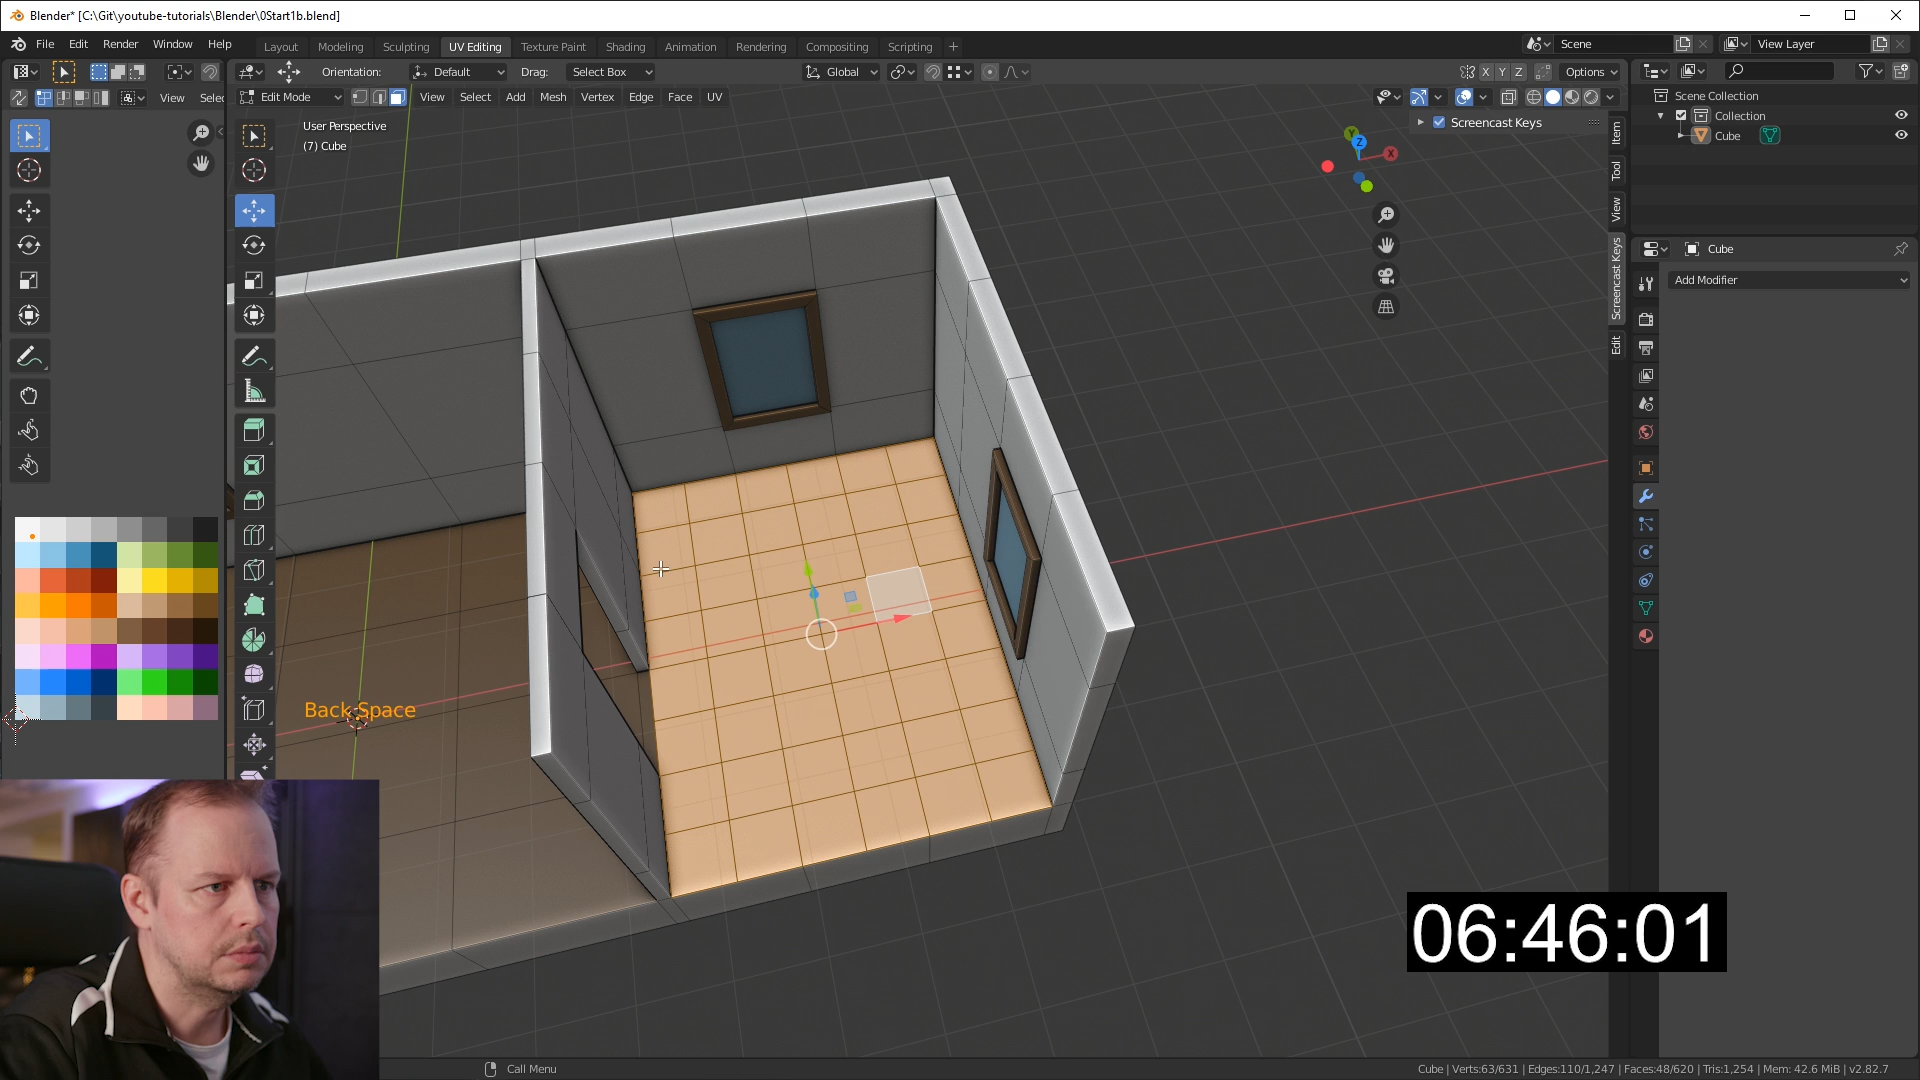 Blender* [C:\Git\youtube-tutorials\Blender\0Start1b.blend]
File Edit Render Window Help
Layout Modeling Sculpting UV Editing Texture Paint Shading Animation Rendering Compositing Scripting +
Scene
View Layer
Orientation: Default Drag: Select Box
Global
X Y Z
Options
View Selec
Edit Mode
View Select Add Mesh Vertex Edge Face UV
User Perspective
(7) Cube
Screencast Keys
Y
Z
X
Item
Tool
View
Screencast Keys
Edit
Scene Collection
Collection
Cube
Cube
Add Modifier
Back Space
06:46:01
Call Menu
Cube | Verts:63/631 | Edges:110/1,247 | Faces:48/620 | Tris:1,254 | Mem: 42.6 MiB | v2.82.7